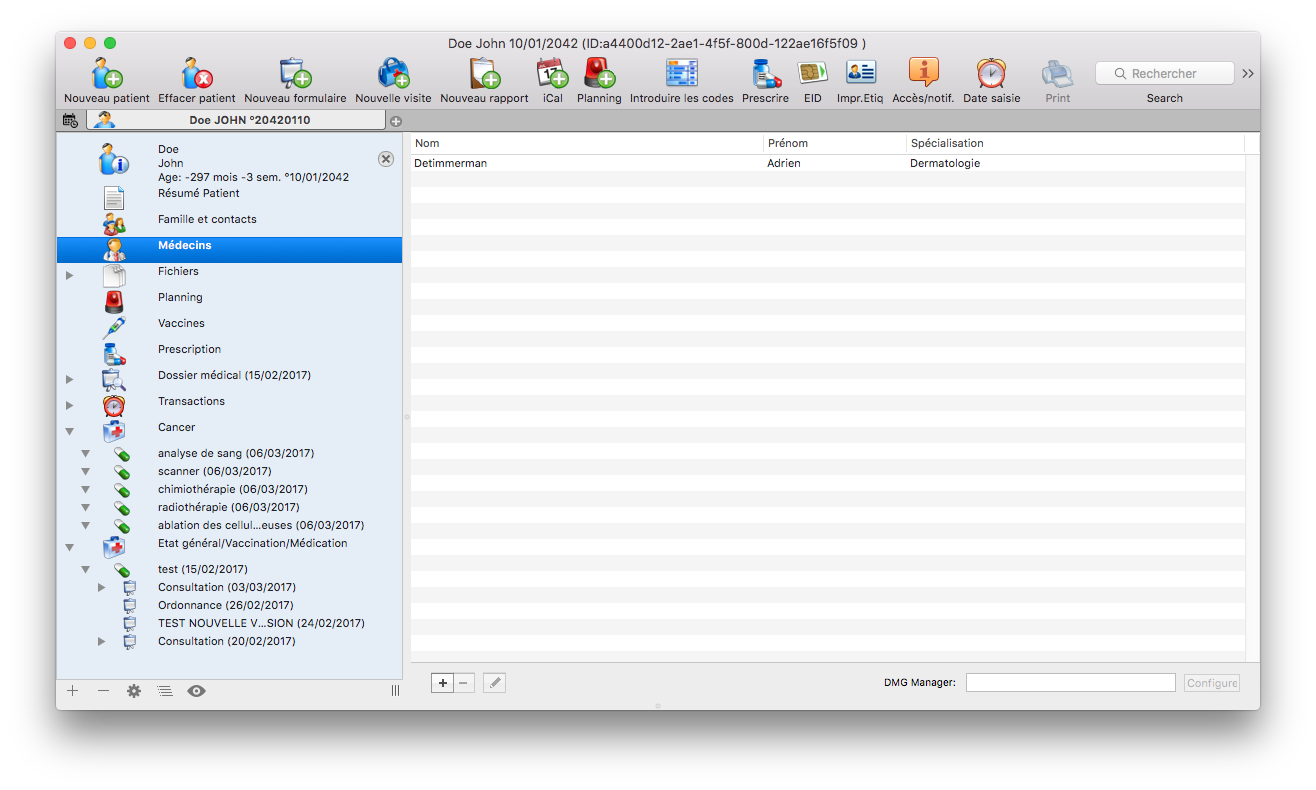 Doe John 10/01/2042 (ID:a4400d12-2ae1-4f5f-800d-122ae16f5f09 )
Nouveau patient Effacer patient Nouveau formulaire Nouvelle visite Nouveau rapport iCal Planning Introduire les codes Prescrire EID Impr.Etiq Accès/notif. Date saisie Print Search
17
Rechercher
Doe JOHN °20420110
Doe
John
Age: -297 mois -3 sem. °10/01/2042
Résumé Patient
Famille et contacts
Médecins
Fichiers
Planning
Vaccines
Prescription
Dossier médical (15/02/2017)
Transactions
Cancer
analyse de sang (06/03/2017)
scanner (06/03/2017)
chimiothérapie (06/03/2017)
radiothérapie (06/03/2017)
ablation des cellul...euses (06/03/2017)
Etat général/Vaccination/Médication
test (15/02/2017)
Consultation (03/03/2017)
Ordonnance (26/02/2017)
TEST NOUVELLE V...SION (24/02/2017)
Consultation (20/02/2017)
Nom Prénom Spécialisation
Detimmerman Adrien Dermatologie
DMG Manager: Configure